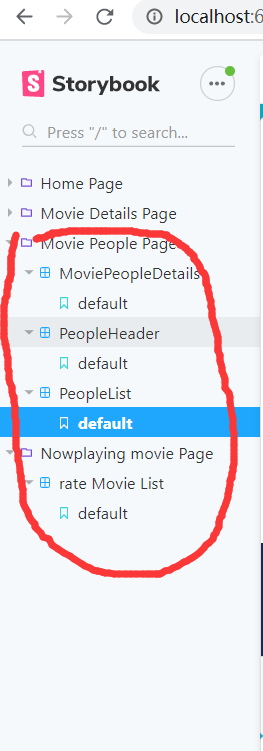 localhost:6
Storybook
Press "/" to search...
Home Page
Movie Details Page
Movie People Page
MoviePeopleDetails
default
PeopleHeader
default
PeopleList
default
Nowplaying movie Page
rate Movie List
default